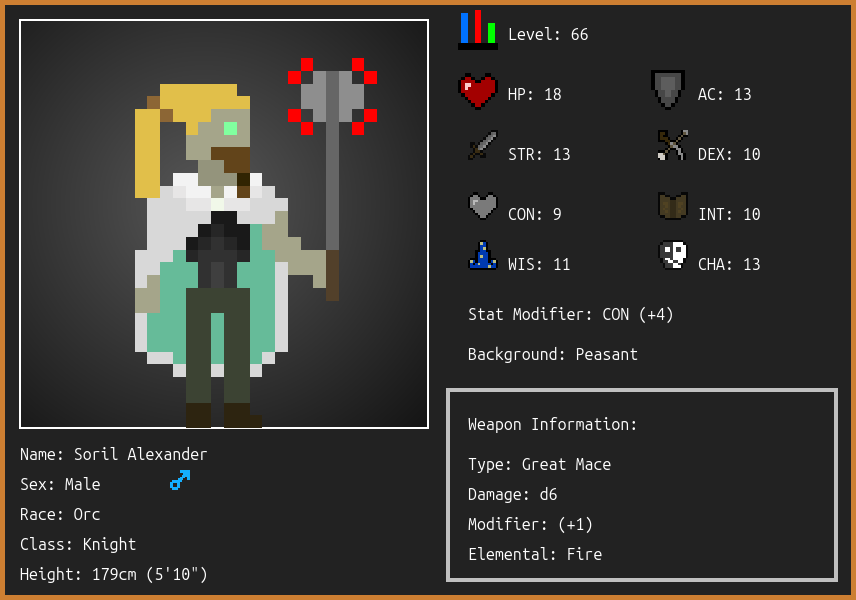 Level: 66
HP: 18
AC: 13
STR: 13
DEX: 10
CON: 9
INT: 10
WIS: 11
CHA: 13
Stat Modifier: CON (+4)
Background: Peasant
Weapon Information:
Type: Great Mace
Damage: d6
Modifier: (+1)
Elemental: Fire
Name: Soril Alexander
Sex: Male
Race: Orc
Class: Knight
Height: 179cm (5'10")